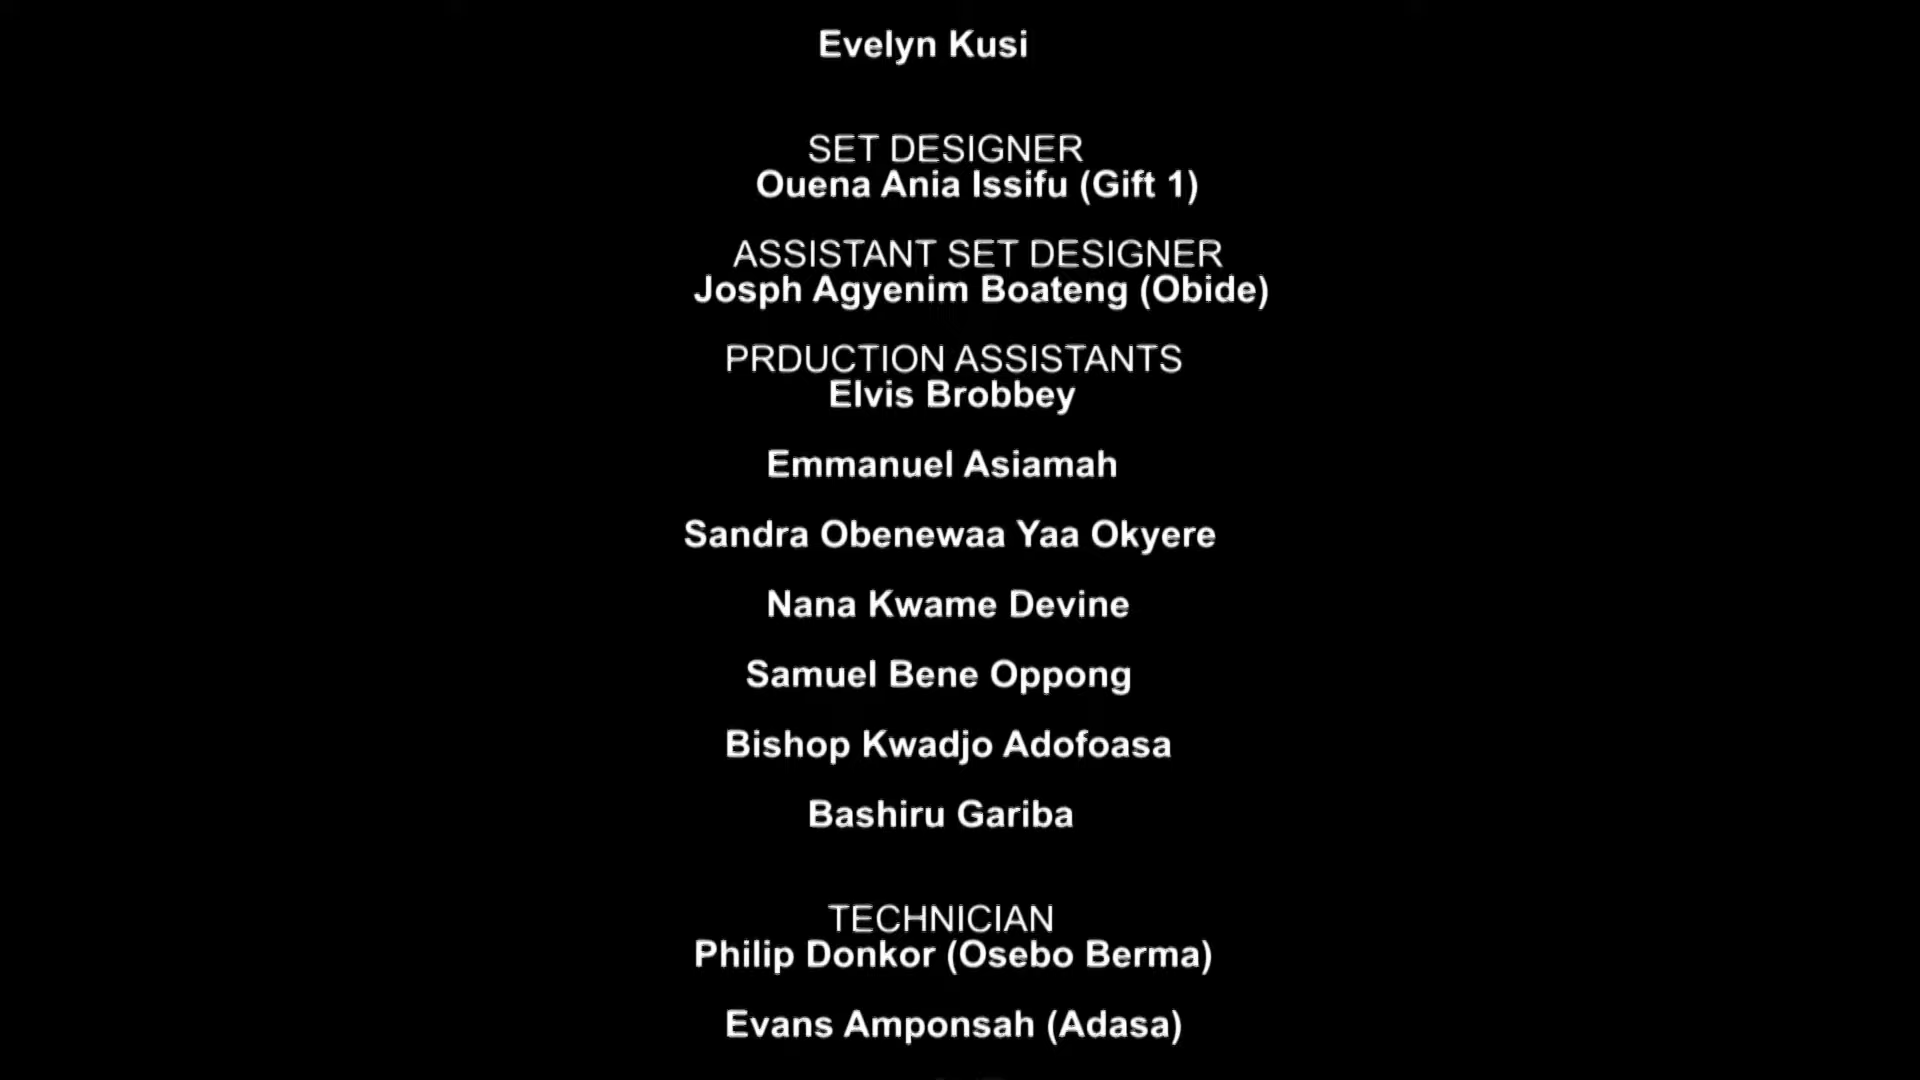 Evelyn Kusi
SET DESIGNER
Ouena Ania Issifu (Gift 1)
ASSISTANT SET DESIGNER
Josph Agyenim Boateng (Obide)
PRDUCTION ASSISTANTS
Elvis Brobbey
Emmanuel Asiamah
Sandra Obenewaa Yaa Okyere
Nana Kwame Devine
Samuel Bene Oppong
Bishop Kwadjo Adofoasa
Bashiru Gariba
TECHNICIAN
Philip Donkor (Osebo Berma)
Evans Amponsah (Adasa)